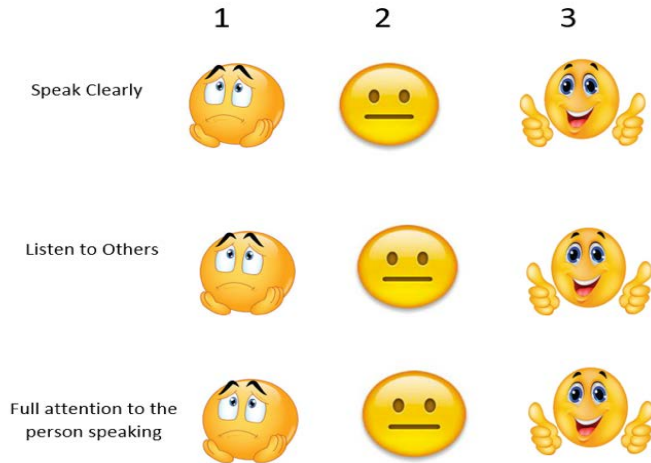 1 2 3
Speak Clearly
Listen to Others
Full attention to the
person speaking